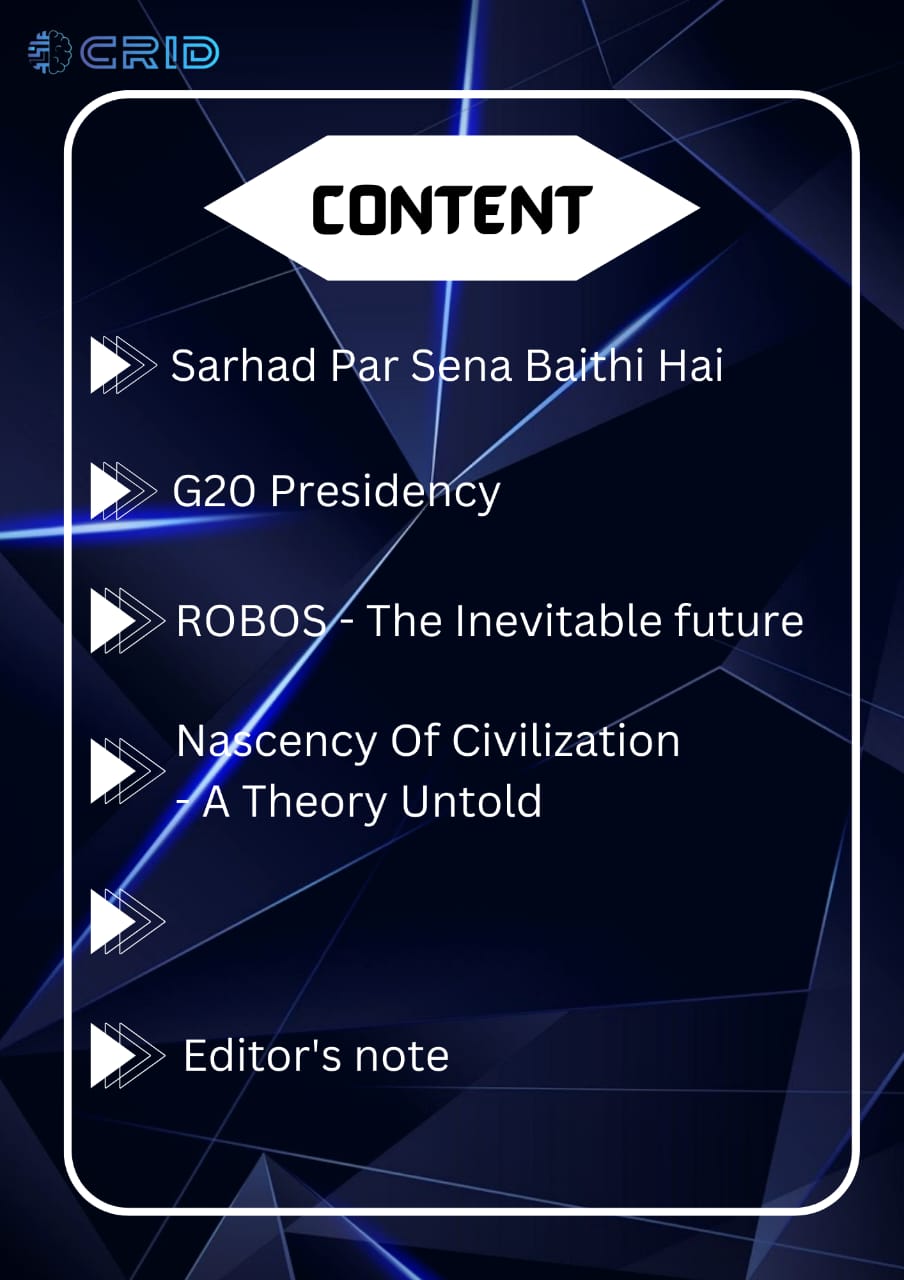 CRID
CONTENT
Sarhad Par Sena Baithi Hai
G20 Presidency
ROBOS - The Inevitable future
Nascency Of Civilization
- A Theory Untold
Editor's note